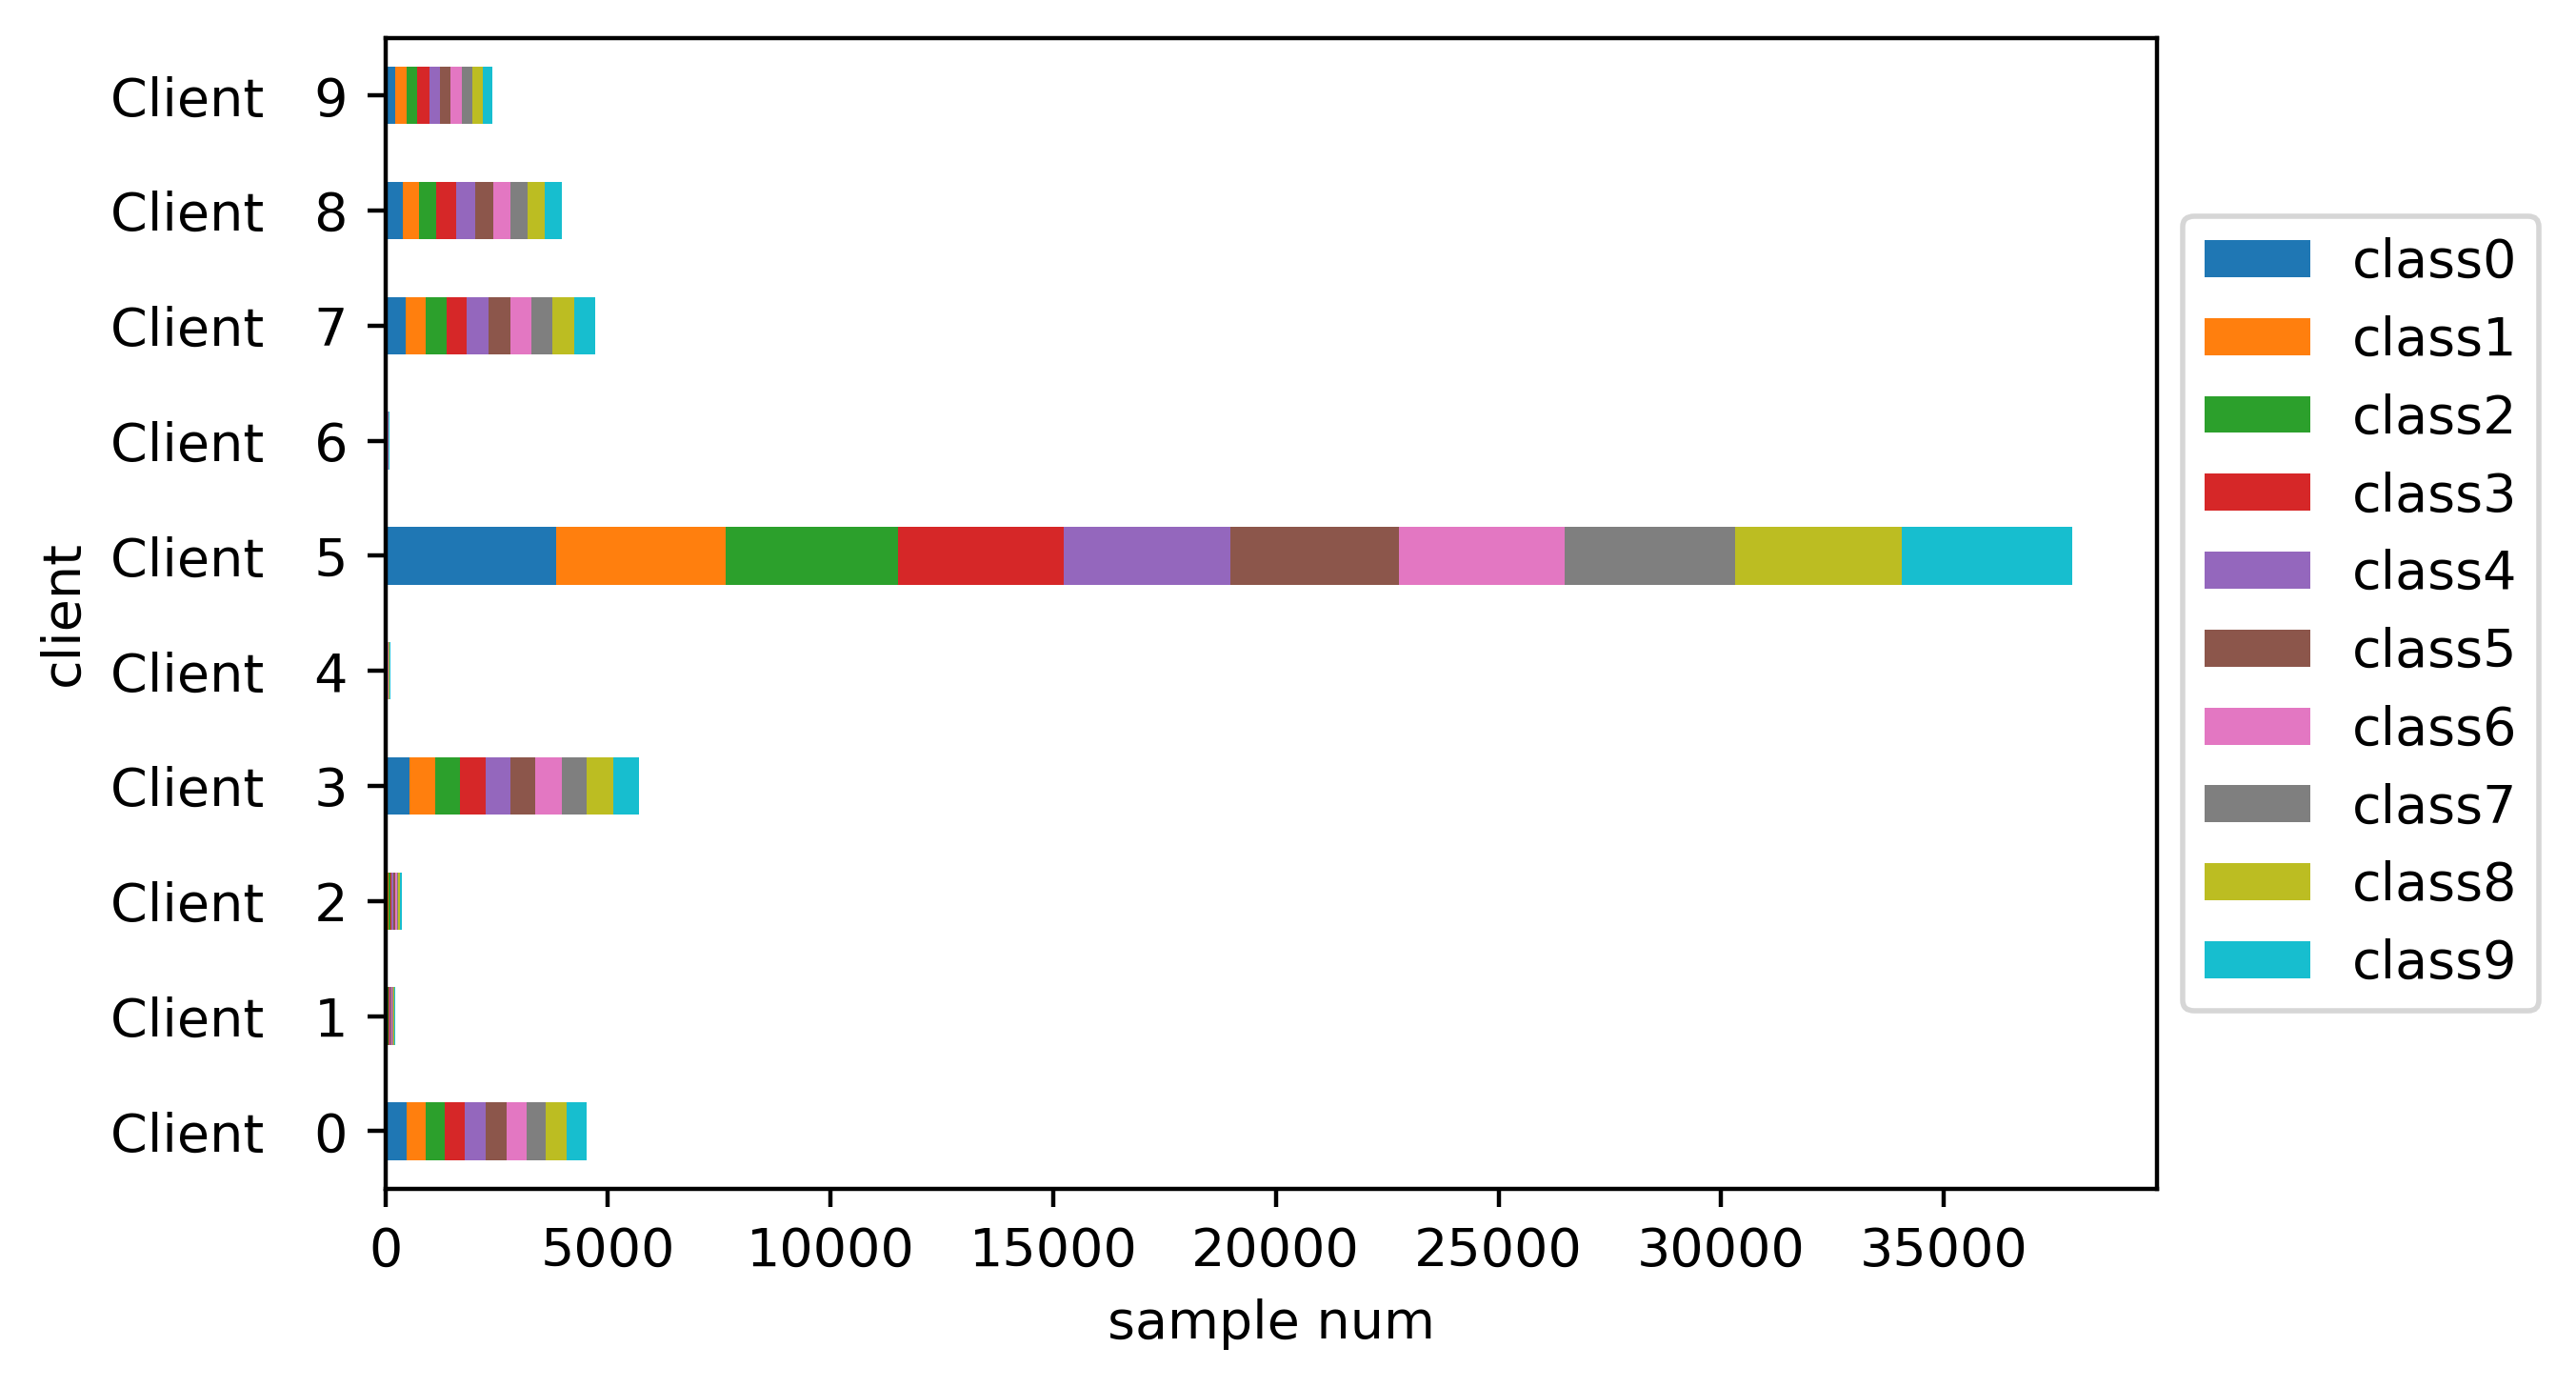 Client 9
Client 8
Client 7
Client 6
Client 5
Client 4
Client 3
Client 2
Client 1
Client 0
client
0 5000 10000 15000 20000 25000 30000 35000
sample num
class0
class1
class2
class3
class4
class5
class6
class7
class8
class9